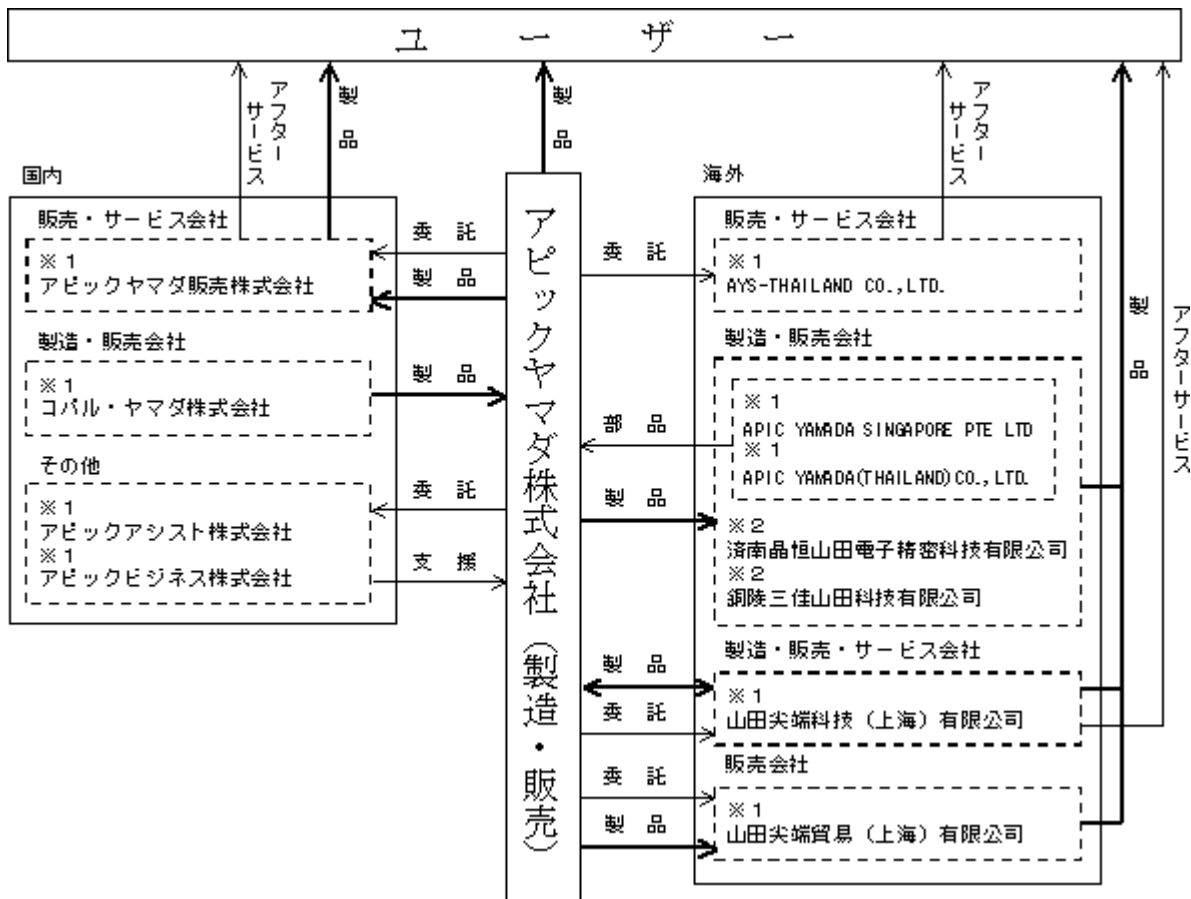 ユーザー
アフターサービス
製品
製品
アフターサービス
製品
アフターサービス
国内
販売・サービス会社
※1
アピックヤマダ販売株式会社
製造・販売会社
※1
コパル・ヤマダ株式会社
その他
※1
アピックアシスト株式会社
※1
アピックビジネス株式会社
委託
製品
製品
委託
支援
アピックヤマダ株式会社(製造・販売)
委託
部品
製品
製品
委託
委託
製品
海外
販売・サービス会社
※1
AYS-THAILAND CO.,LTD.
製造・販売会社
※1
APIC YAMADA SINGAPORE PTE LTD
※1
APIC YAMADA(THAILAND)CO.,LTD.
※2
済南晶恒山田電子精密科技有限公司
※2
銅陵三佳山田科技有限公司
製造・販売・サービス会社
※1
山田尖端科技(上海)有限公司
販売会社
※1
山田尖端貿易(上海)有限公司